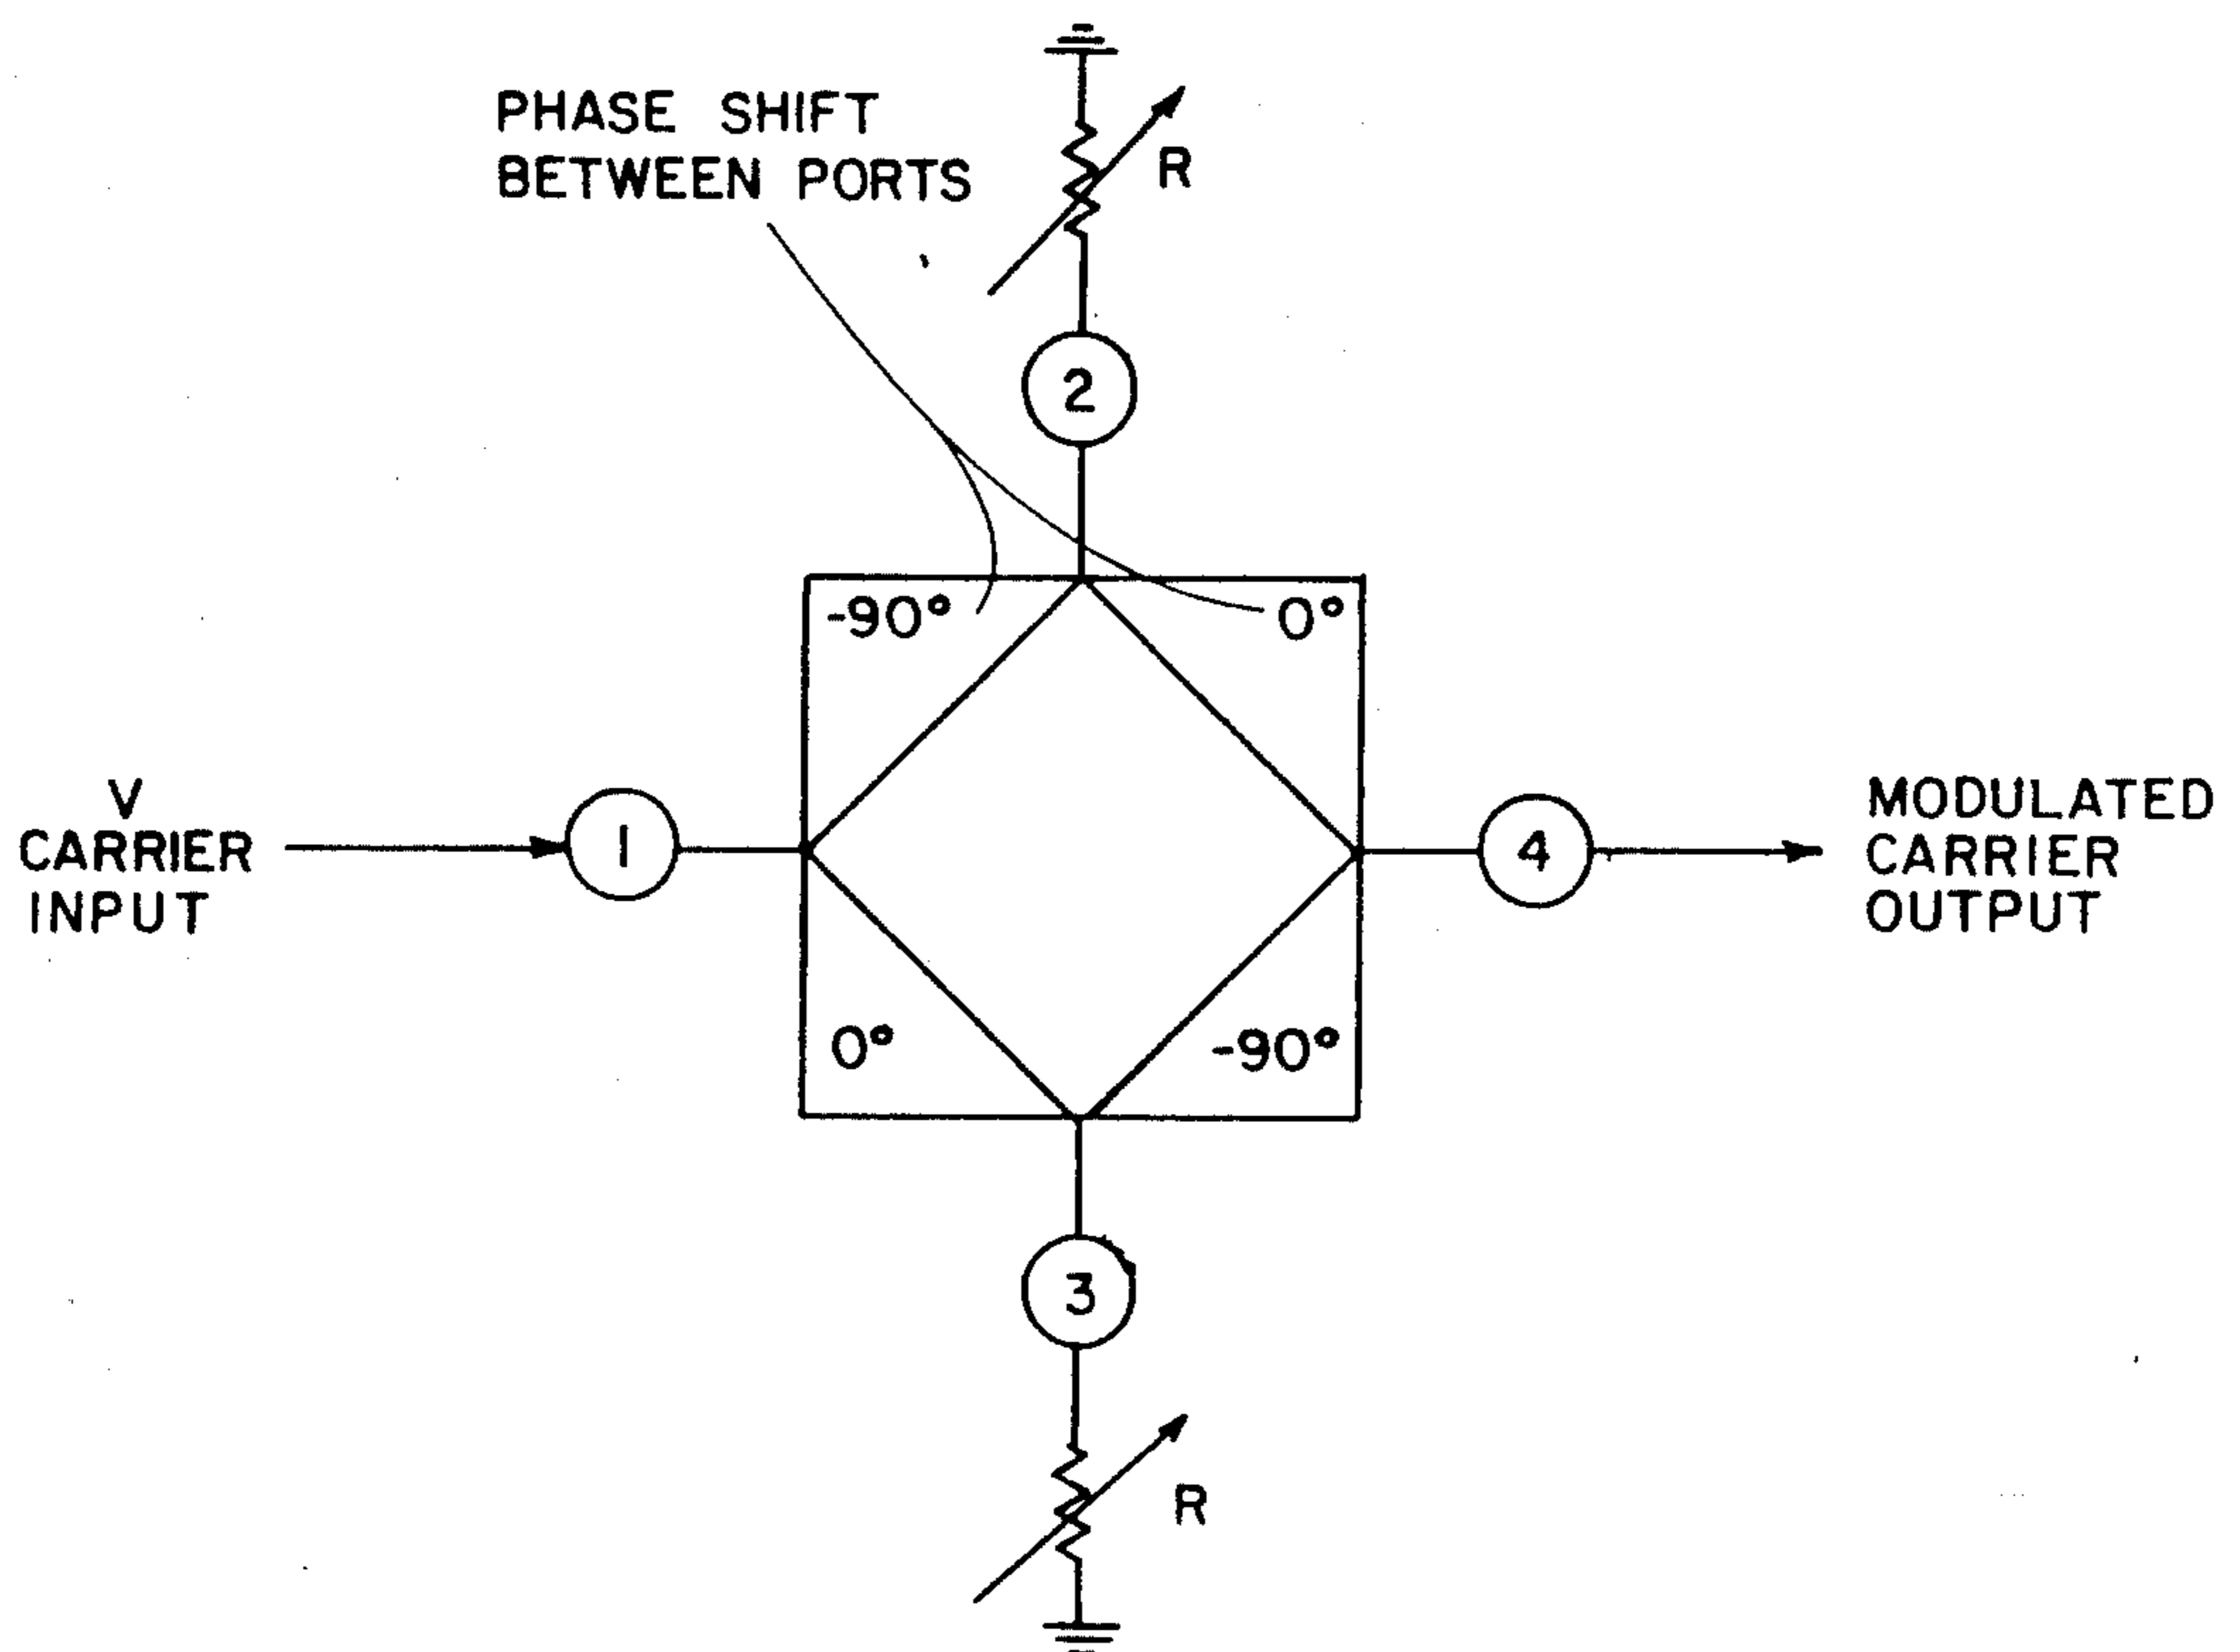 PHASE SHIFT
BETWEEN PORTS
R
2
-90°
0°
V
CARRIER
INPUT
1
4
MODULATED
CARRIER
OUTPUT
0°
-90°
3
R